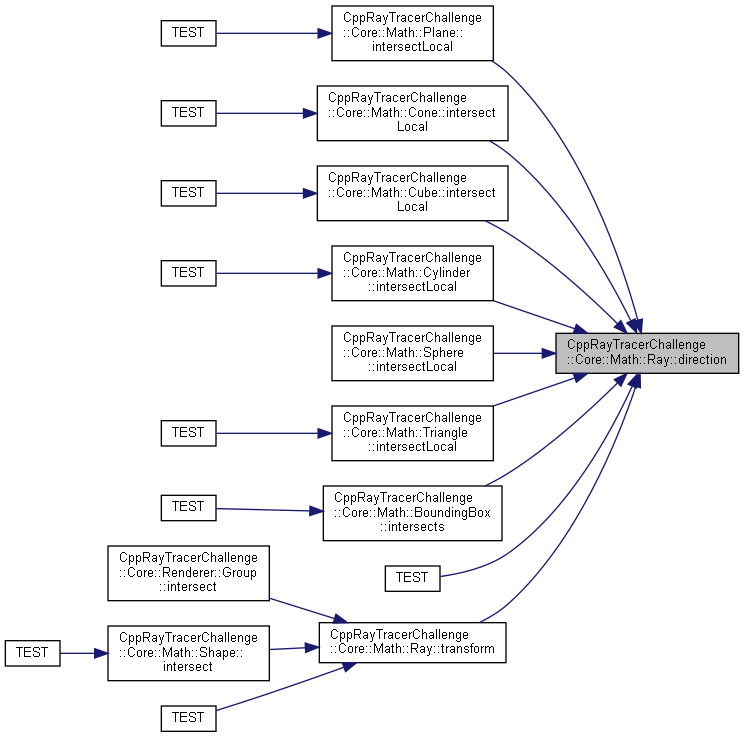 TEST
CppRayTracerChallenge
::Core::Math::Plane::
intersectLocal
TEST
CppRayTracerChallenge
::Core::Math::Cone::intersect
Local
TEST
CppRayTracerChallenge
::Core::Math::Cube::intersect
Local
TEST
CppRayTracerChallenge
::Core::Math::Cylinder
::intersectLocal
CppRayTracerChallenge
::Core::Math::Sphere
::intersectLocal
CppRayTracerChallenge
::Core::Math::Ray::direction
TEST
CppRayTracerChallenge
::Core::Math::Triangle
::intersectLocal
TEST
CppRayTracerChallenge
::Core::Math::BoundingBox
::intersects
TEST
CppRayTracerChallenge
::Core::Renderer::Group
::intersect
TEST
CppRayTracerChallenge
::Core::Math::Shape::
intersect
CppRayTracerChallenge
::Core::Math::Ray::transform
TEST